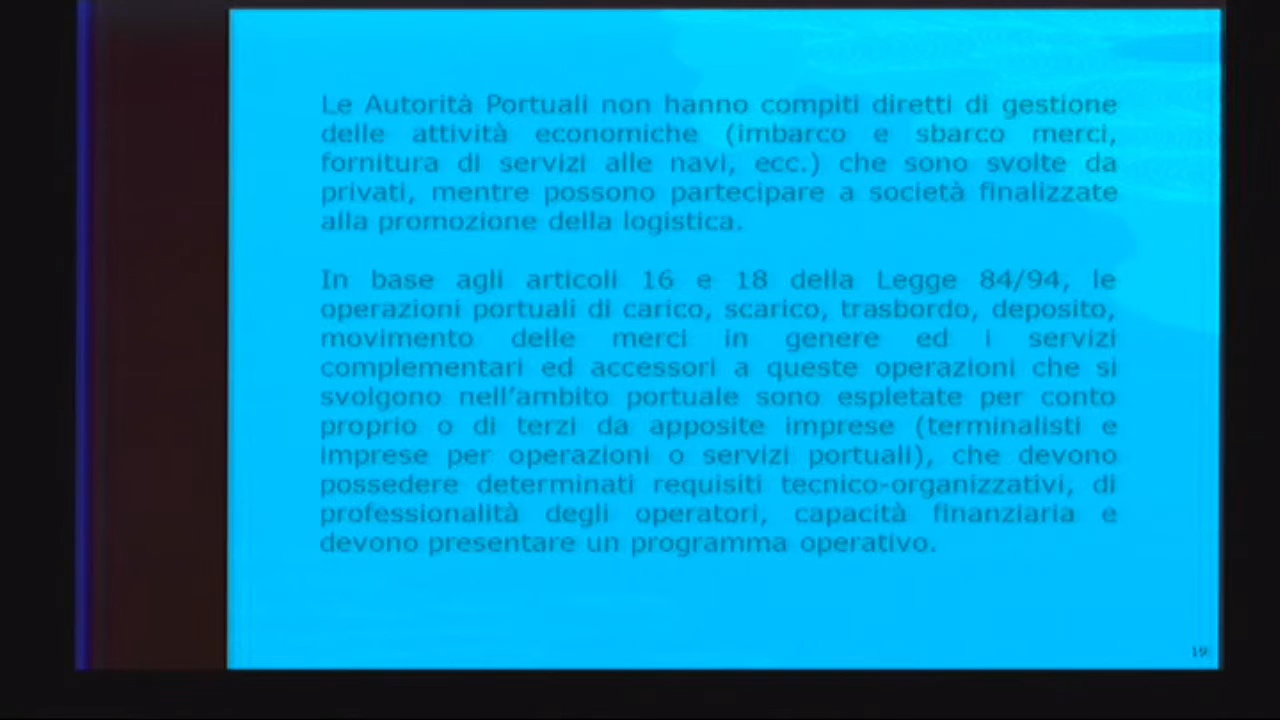 Le Autorità Portuali non hanno compiti diretti di gestione
delle attività economiche (imbarco e sbarco merci,
fornitura di servizi alle navi, ecc.) che sono svolte da
privati, mentre possono partecipare a società finalizzate
alla promozione della logistica.
In base agli articoli 16 e 18 della Legge 84/94, le
operazioni portuali di carico, scarico, trasbordo, deposito,
movimento delle merci in genere ed i servizi
complementari ed accessori a queste operazioni che si
svolgono nell'ambito portuale sono espletate per conto
proprio o di terzi da apposite imprese (terminalisti e
imprese per operazioni o servizi portuali), che devono
possedere determinati requisiti tecnico-organizzativi, di
professionalità degli operatori, capacità finanziaria e
devono presentare un programma operativo.
19